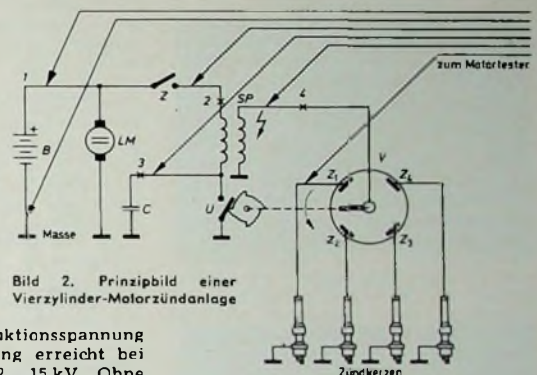 zum Motortester
1
Z
2
SP
4
+
B
LM
3
V
Z1
Z4
C
U
Z2
Z3
Masse
Bild 2. Prinzipbild einer
Vierzylinder-Motorzündanlage
uktionsspannung
ng erreicht bei
15 kV. Ohne
Zündkerzen